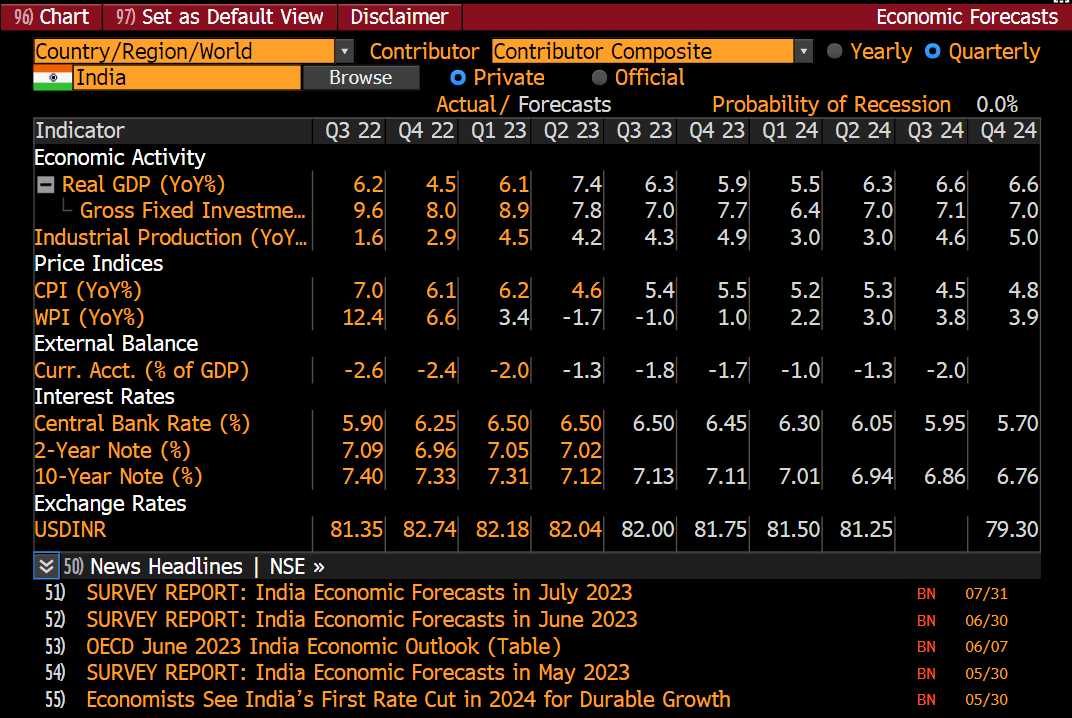 96) Chart 97) Set as Default View Disclaimer Economic Forecasts
Country/Region/World Contributor Contributor Composite Yearly Quarterly
India Browse Private Official
Actual / Forecasts Probability of Recession 0.0%
Indicator Q3 22 Q4 22 Q1 23 Q2 23 Q3 23 Q4 23 Q1 24 Q2 24 Q3 24 Q4 24
Economic Activity
Real GDP (YoY%) 6.2 4.5 6.1 7.4 6.3 5.9 5.5 6.3 6.6 6.6
Gross Fixed Investme... 9.6 8.0 8.9 7.8 7.0 7.7 6.4 7.0 7.1 7.0
Industrial Production (YoY... 1.6 2.9 4.5 4.2 4.3 4.9 3.0 3.0 4.6 5.0
Price Indices
CPI (YoY%) 7.0 6.1 6.2 4.6 5.4 5.5 5.2 5.3 4.5 4.8
WPI (YoY%) 12.4 6.6 3.4 -1.7 -1.0 1.0 2.2 3.0 3.8 3.9
External Balance
Curr. Acct. (% of GDP) -2.6 -2.4 -2.0 -1.3 -1.8 -1.7 -1.0 -1.3 -2.0
Interest Rates
Central Bank Rate (%) 5.90 6.25 6.50 6.50 6.50 6.45 6.30 6.05 5.95 5.70
2-Year Note (%) 7.09 6.96 7.05 7.02
10-Year Note (%) 7.40 7.33 7.31 7.12 7.13 7.11 7.01 6.94 6.86 6.76
Exchange Rates
USDINR 81.35 82.74 82.18 82.04 82.00 81.75 81.50 81.25 79.30
50) News Headlines | NSE »
51) SURVEY REPORT: India Economic Forecasts in July 2023 BN 07/31
52) SURVEY REPORT: India Economic Forecasts in June 2023 BN 06/30
53) OECD June 2023 India Economic Outlook (Table) BN 06/07
54) SURVEY REPORT: India Economic Forecasts in May 2023 BN 05/30
55) Economists See India's First Rate Cut in 2024 for Durable Growth BN 05/30